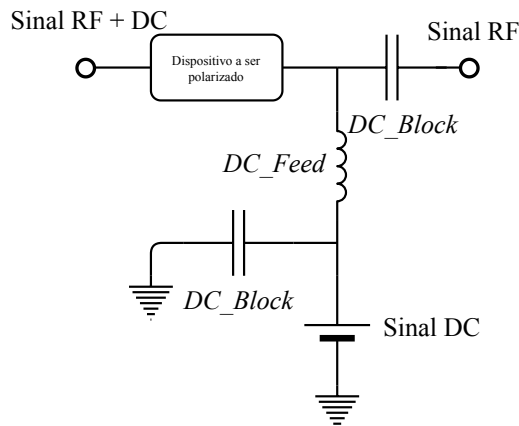 Sinal RF + DC
Sinal RF
Dispositivo a ser
polarizado
DC_Block
DC_Feed
DC_Block
Sinal DC